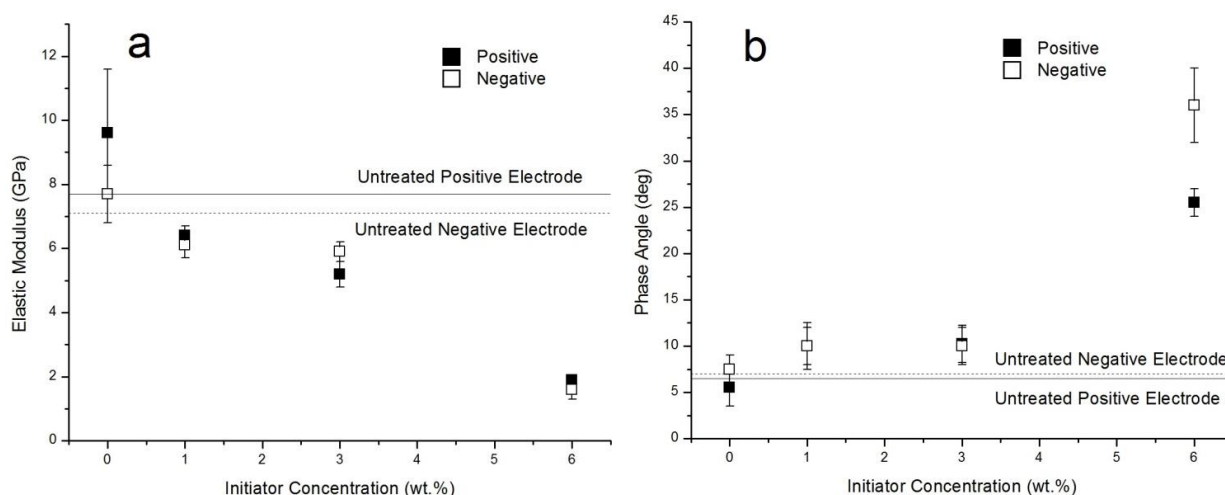 a
Positive
Negative
Untreated Positive Electrode
Untreated Negative Electrode
Elastic Modulus (GPa)
12
10
8
6
4
2
0
0 1 2 3 4 5 6
Initiator Concentration (wt.%)
b
Positive
Negative
Untreated Negative Electrode
Untreated Positive Electrode
Phase Angle (deg)
45
40
35
30
25
20
15
10
5
0
0 1 2 3 4 5 6
Initiator Concentration (wt.%)